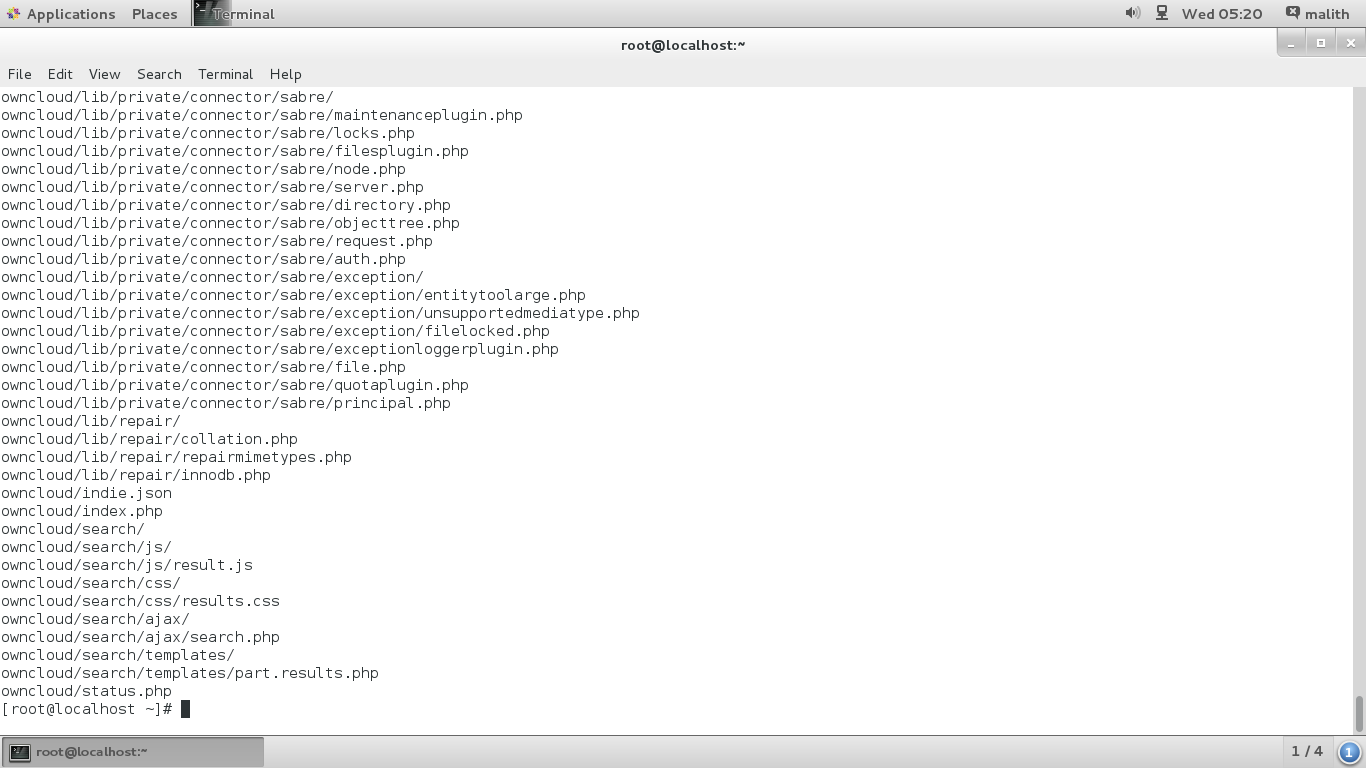 Applications Places Terminal Wed 05:20 malith
root@localhost:~
File Edit View Search Terminal Help
owncloud/lib/private/connector/sabre/
owncloud/lib/private/connector/sabre/maintenanceplugin.php
owncloud/lib/private/connector/sabre/locks.php
owncloud/lib/private/connector/sabre/filesplugin.php
owncloud/lib/private/connector/sabre/node.php
owncloud/lib/private/connector/sabre/server.php
owncloud/lib/private/connector/sabre/directory.php
owncloud/lib/private/connector/sabre/objecttree.php
owncloud/lib/private/connector/sabre/request.php
owncloud/lib/private/connector/sabre/auth.php
owncloud/lib/private/connector/sabre/exception/
owncloud/lib/private/connector/sabre/exception/entitytoolarge.php
owncloud/lib/private/connector/sabre/exception/unsupportedmediatype.php
owncloud/lib/private/connector/sabre/exception/filelocked.php
owncloud/lib/private/connector/sabre/exceptionloggerplugin.php
owncloud/lib/private/connector/sabre/file.php
owncloud/lib/private/connector/sabre/quotaplugin.php
owncloud/lib/private/connector/sabre/principal.php
owncloud/lib/repair/
owncloud/lib/repair/collation.php
owncloud/lib/repair/repairmimetypes.php
owncloud/lib/repair/innodb.php
owncloud/indie.json
owncloud/index.php
owncloud/search/
owncloud/search/js/
owncloud/search/js/result.js
owncloud/search/css/
owncloud/search/css/results.css
owncloud/search/ajax/
owncloud/search/ajax/search.php
owncloud/search/templates/
owncloud/search/templates/part.results.php
owncloud/status.php
[root@localhost ~]#
root@localhost:~ 1 / 4 1